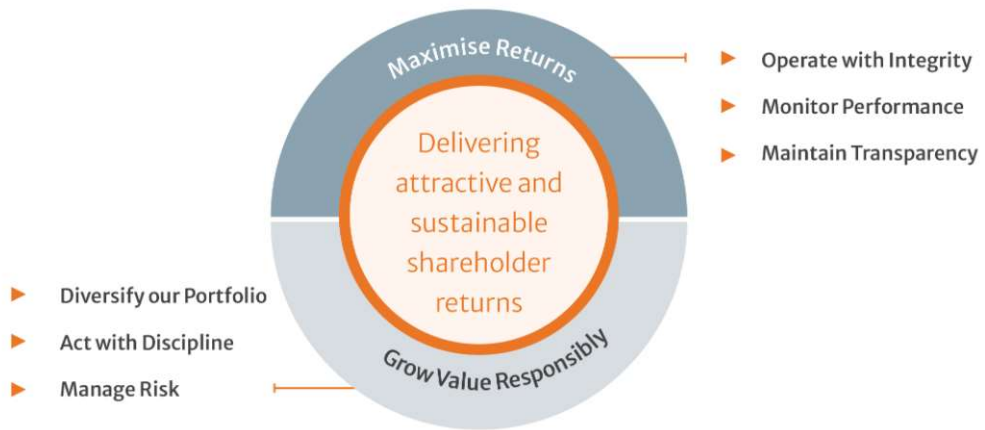 Maximise Returns
Operate with Integrity
Monitor Performance
Maintain Transparency
Delivering
attractive and
sustainable
shareholder
returns
Diversify our Portfolio
Act with Discipline
Manage Risk
Grow Value Responsibly